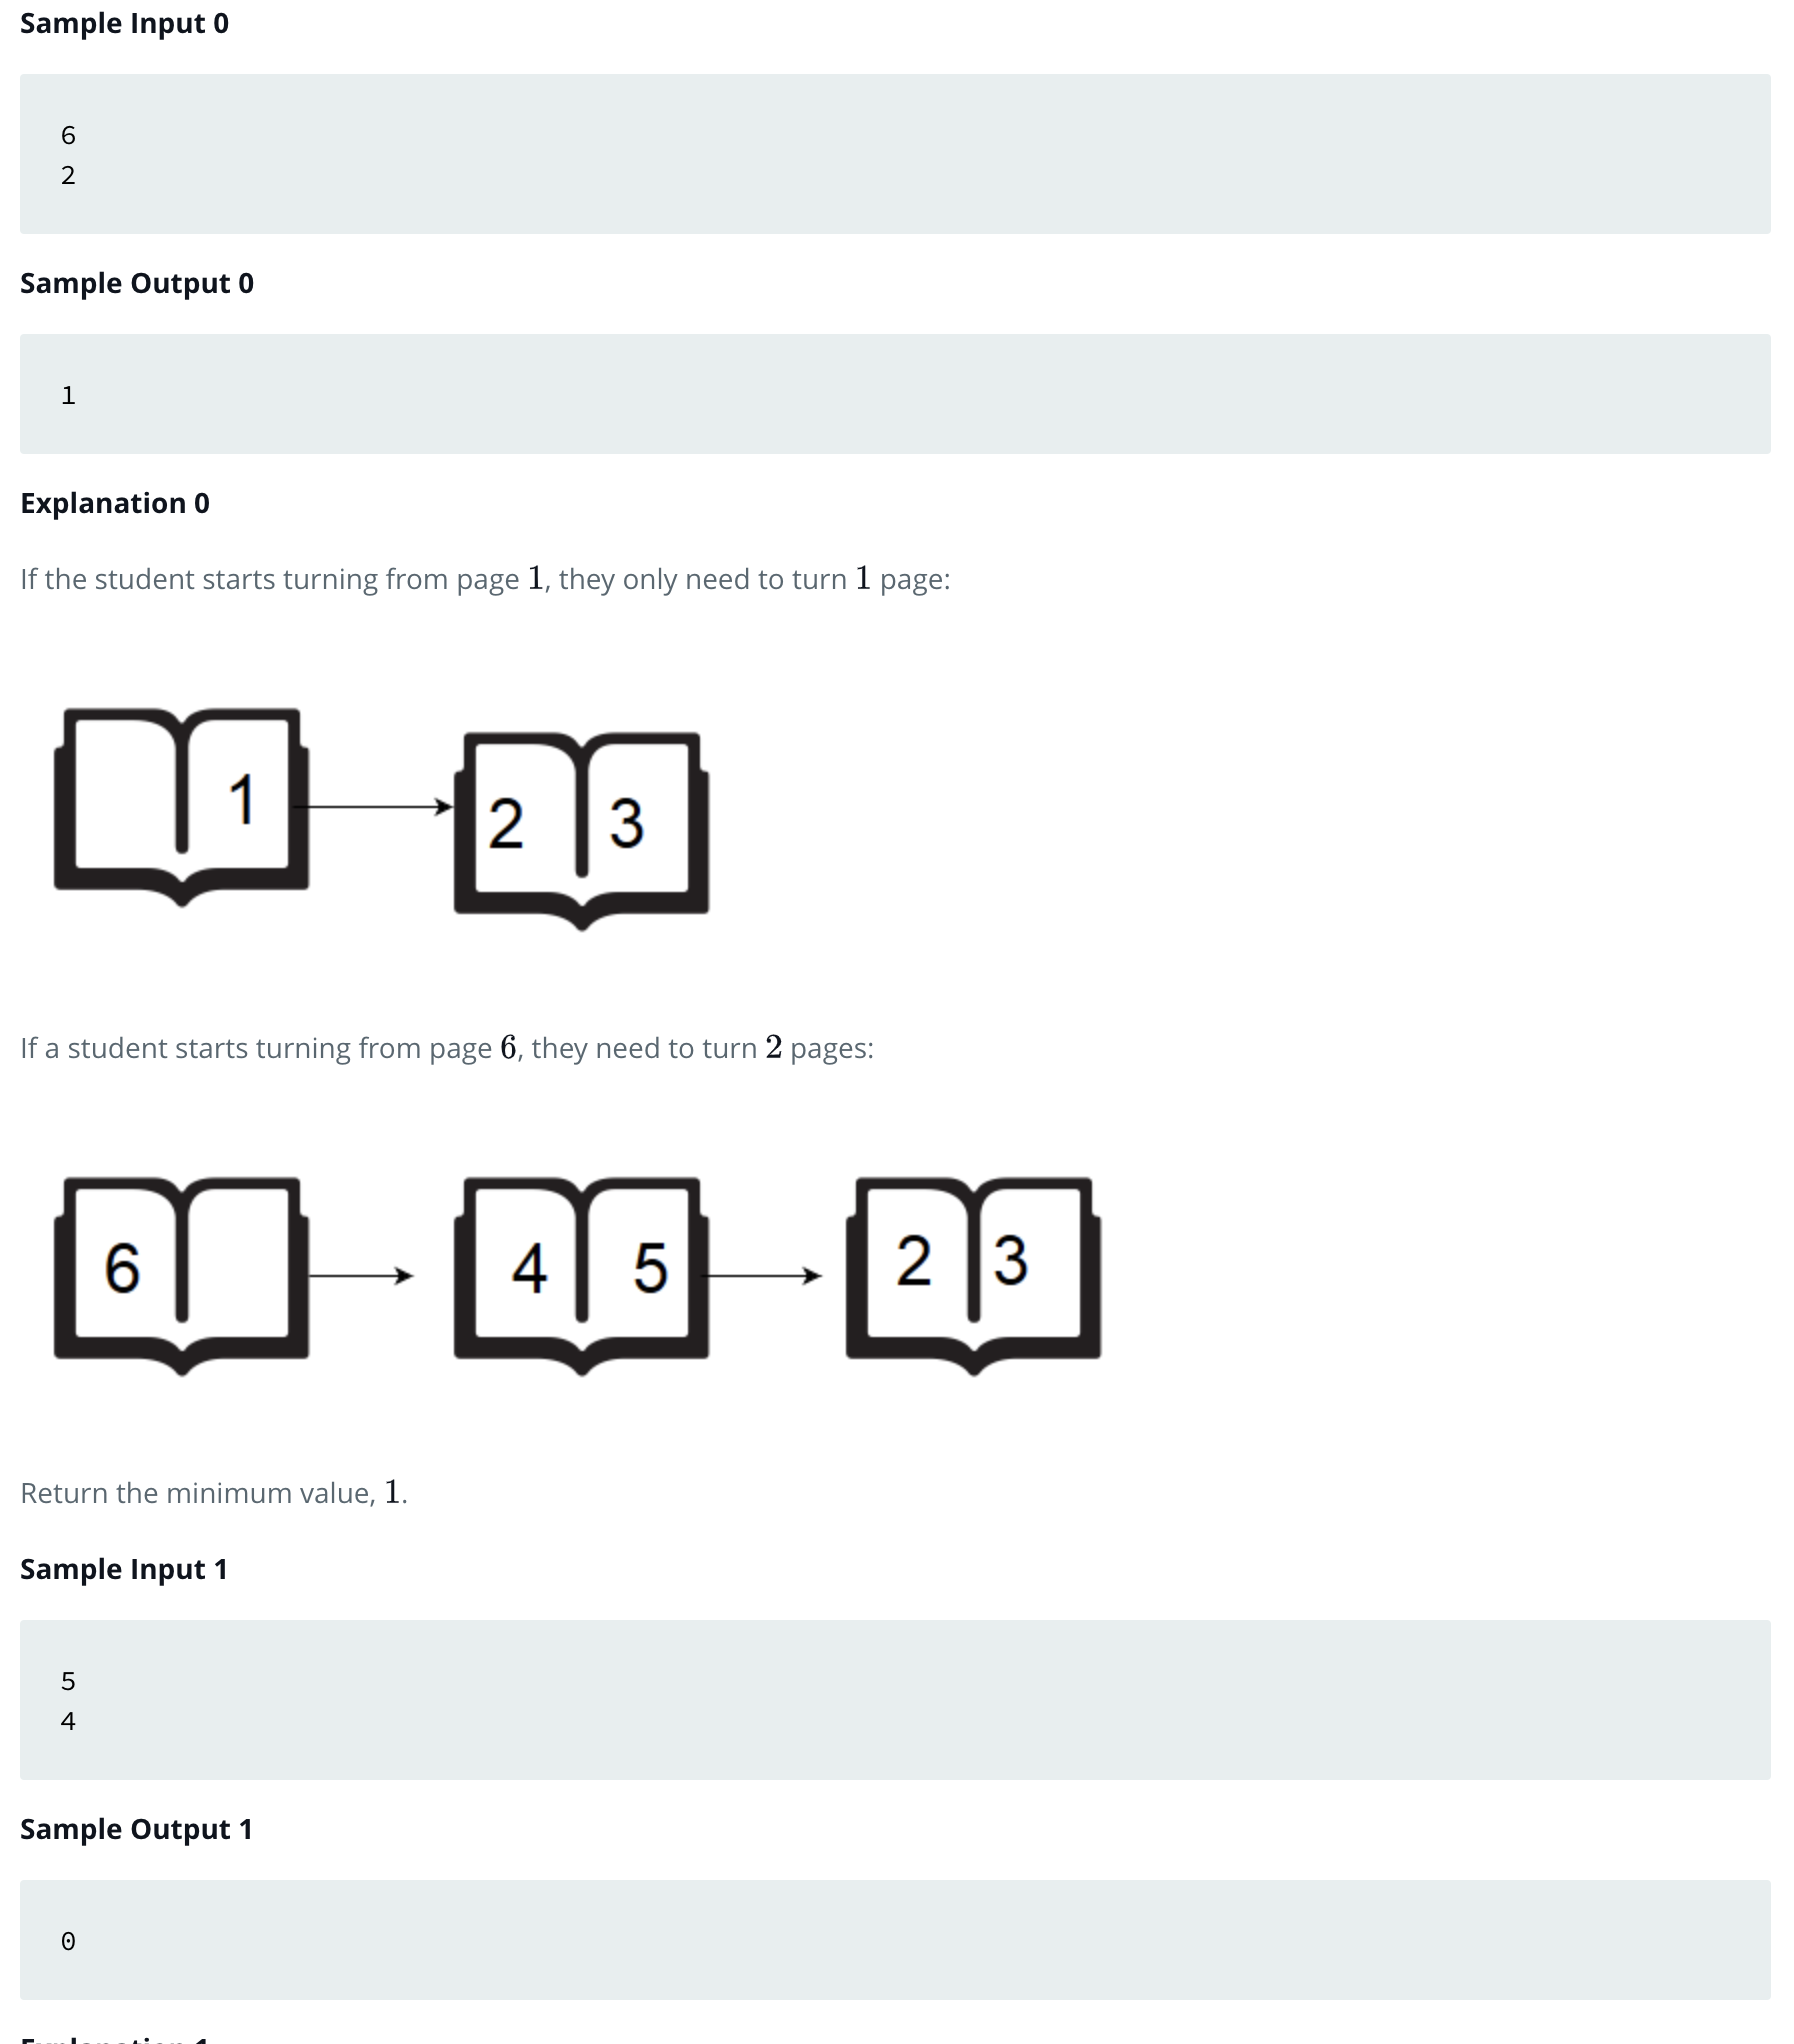 Sample Input 0
6
2
Sample Output 0
1
Explanation 0
If the student starts turning from page 1, they only need to turn 1 page:
1 2 3
If a student starts turning from page 6, they need to turn 2 pages:
6 4 5 2 3
Return the minimum value, 1.
Sample Input 1
5
4
Sample Output 1
0
Explanation 1